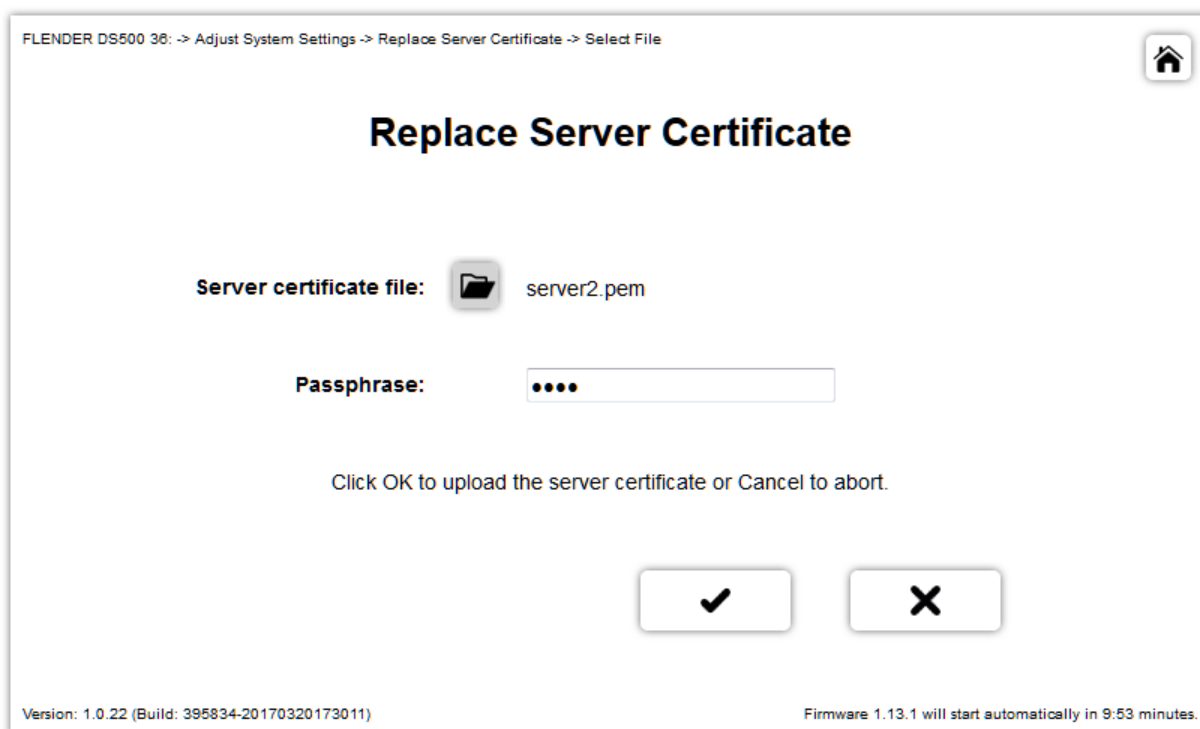 FLENDER DS500 36: -> Adjust System Settings -> Replace Server Certificate -> Select File
Replace Server Certificate
Server certificate file: server2.pem
Passphrase: ••••
Click OK to upload the server certificate or Cancel to abort.
Version: 1.0.22 (Build: 395834-20170320173011) Firmware 1.13.1 will start automatically in 9:53 minutes.